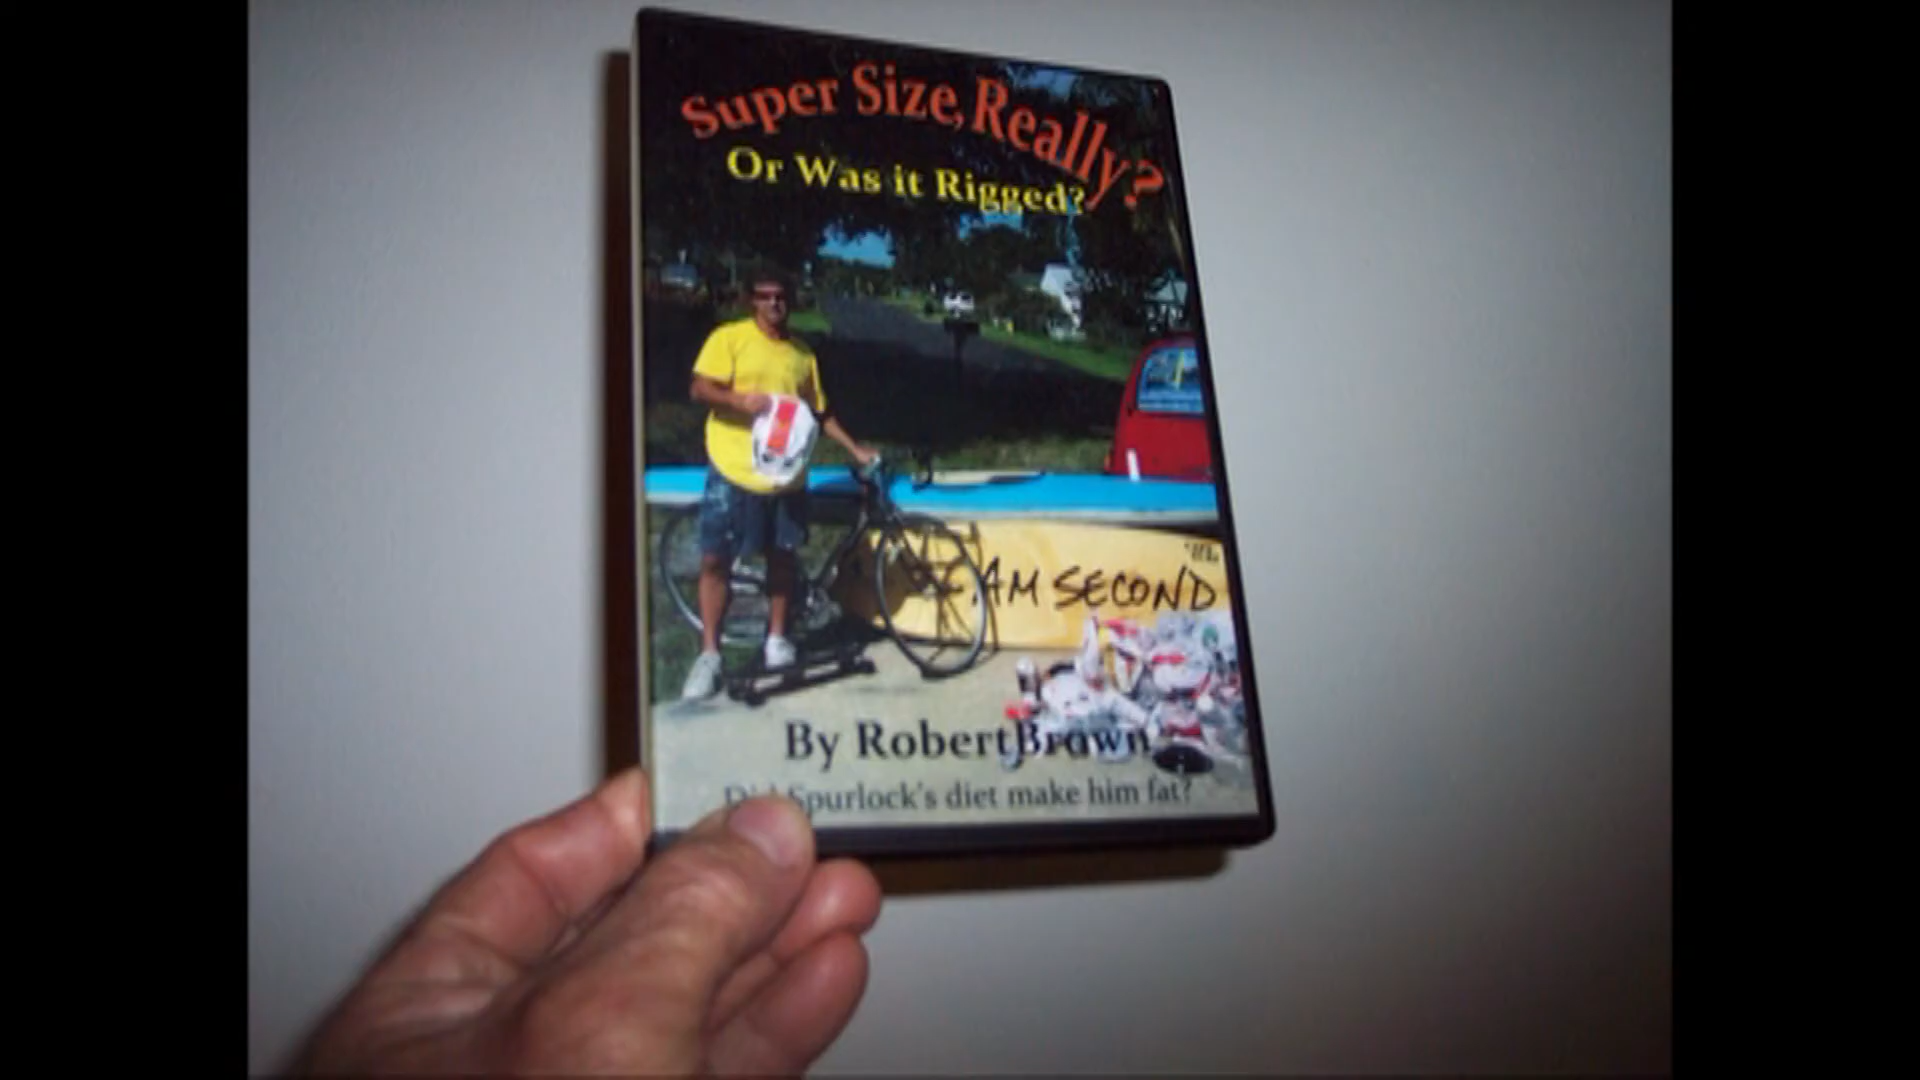 Super Size, Really?
Or Was it Rigged?
AM SECOND
By Robert Brown
Did Spurlock's diet make him fat?